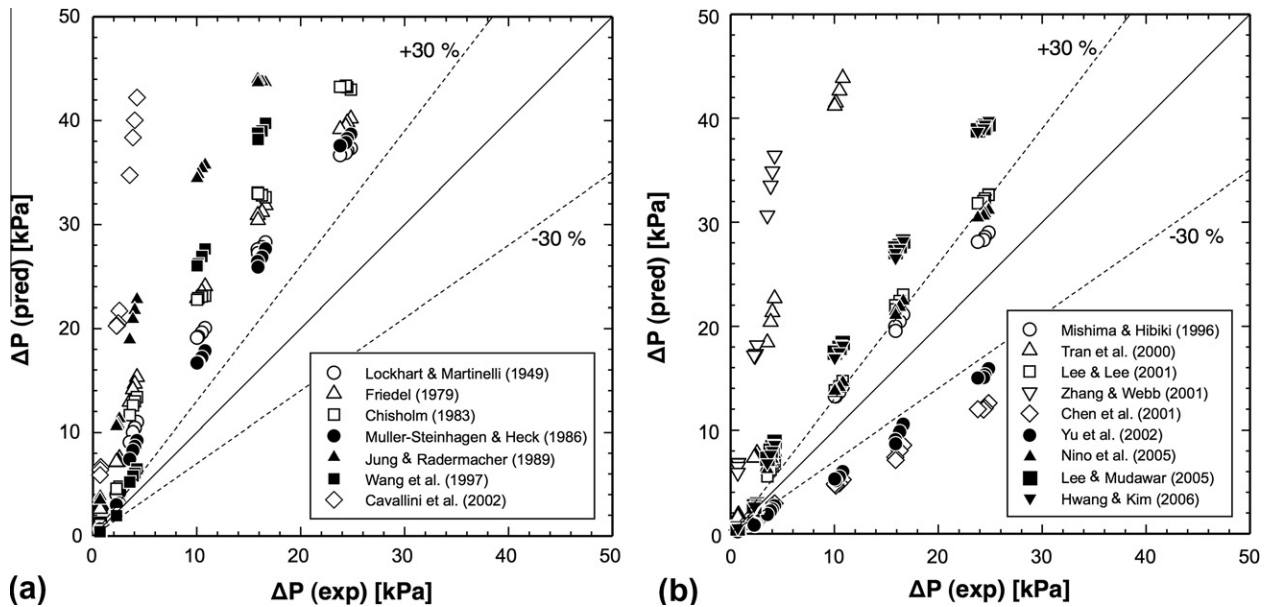 50
40
30
20
10
0
ΔP (pred) [kPa]
+30 %
-30 %
Lockhart & Martinelli (1949)
Friedel (1979)
Chisholm (1983)
Muller-Steinhagen & Heck (1986)
Jung & Radermacher (1989)
Wang et al. (1997)
Cavallini et al. (2002)
0 10 20 30 40 50
(a) ΔP (exp) [kPa]
50
40
30
20
10
0
ΔP (pred) [kPa]
+30 %
-30 %
Mishima & Hibiki (1996)
Tran et al. (2000)
Lee & Lee (2001)
Zhang & Webb (2001)
Chen et al. (2001)
Yu et al. (2002)
Nino et al. (2005)
Lee & Mudawar (2005)
Hwang & Kim (2006)
0 10 20 30 40 50
(b) ΔP (exp) [kPa]